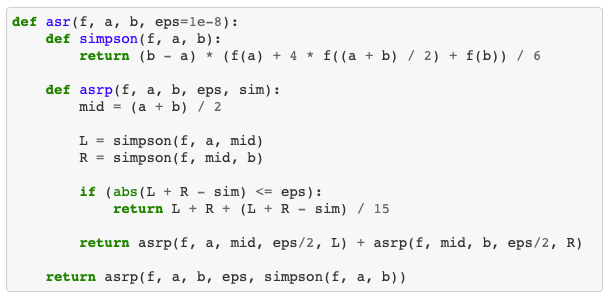 def asr(f, a, b, eps=1e-8):
    def simpson(f, a, b):
        return (b - a) * (f(a) + 4 * f((a + b) / 2) + f(b)) / 6

    def asrp(f, a, b, eps, sim):
        mid = (a + b) / 2

        L = simpson(f, a, mid)
        R = simpson(f, mid, b)

        if (abs(L + R - sim) <= eps):
            return L + R + (L + R - sim) / 15

        return asrp(f, a, mid, eps/2, L) + asrp(f, mid, b, eps/2, R)

    return asrp(f, a, b, eps, simpson(f, a, b))